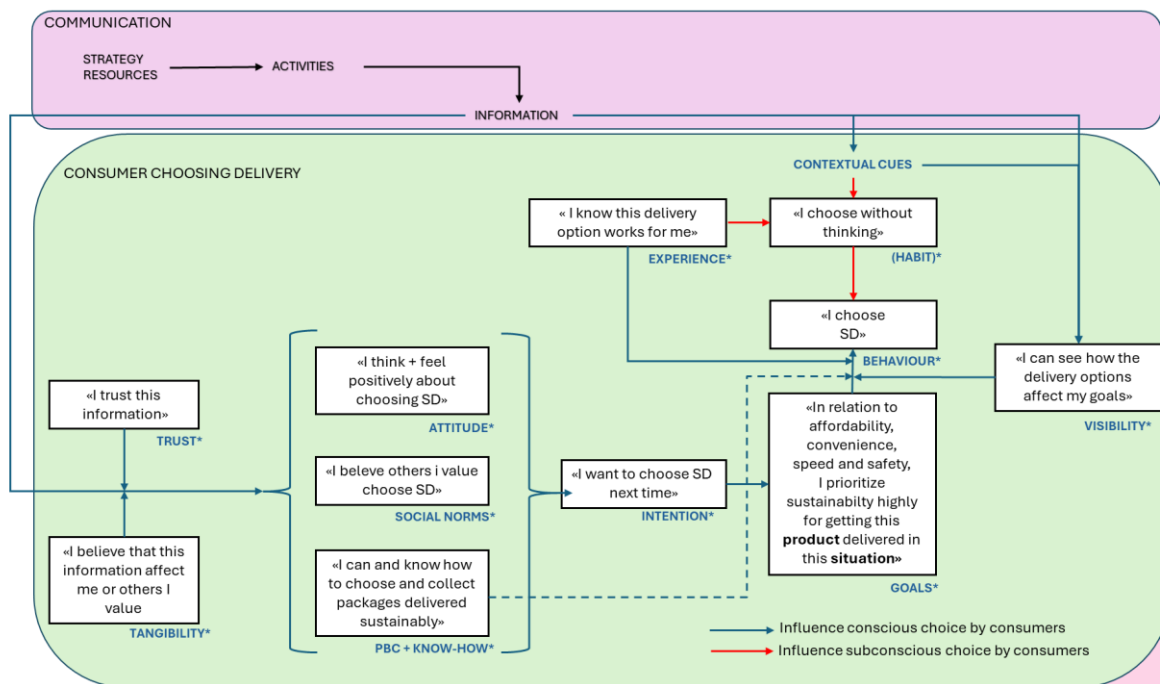 COMMUNICATION
STRATEGY
RESOURCES
ACTIVITIES
INFORMATION
CONSUMER CHOOSING DELIVERY
CONTEXTUAL CUES
« I know this delivery
option works for me»
EXPERIENCE*
«I choose without
thinking»
(HABIT)*
«I choose
SD»
BEHAVIOUR*
«I can see how the
delivery options
affect my goals»
VISIBILITY*
«I trust this
information»
TRUST*
«I believe that this
information affect
me or others I
value
TANGIBILITY*
«I think + feel
positively about
choosing SD»
ATTITUDE*
«I beleve others i value
choose SD»
SOCIAL NORMS*
«I can and know how
to choose and collect
packages delivered
sustainably»
PBC + KNOW-HOW*
«I want to choose SD
next time»
INTENTION*
«In relation to
affordability,
convenience,
speed and safety,
I prioritize
sustainabilty highly
for getting this
product delivered in
this situation»
GOALS*
Influence conscious choice by consumers
Influence subconscious choice by consumers